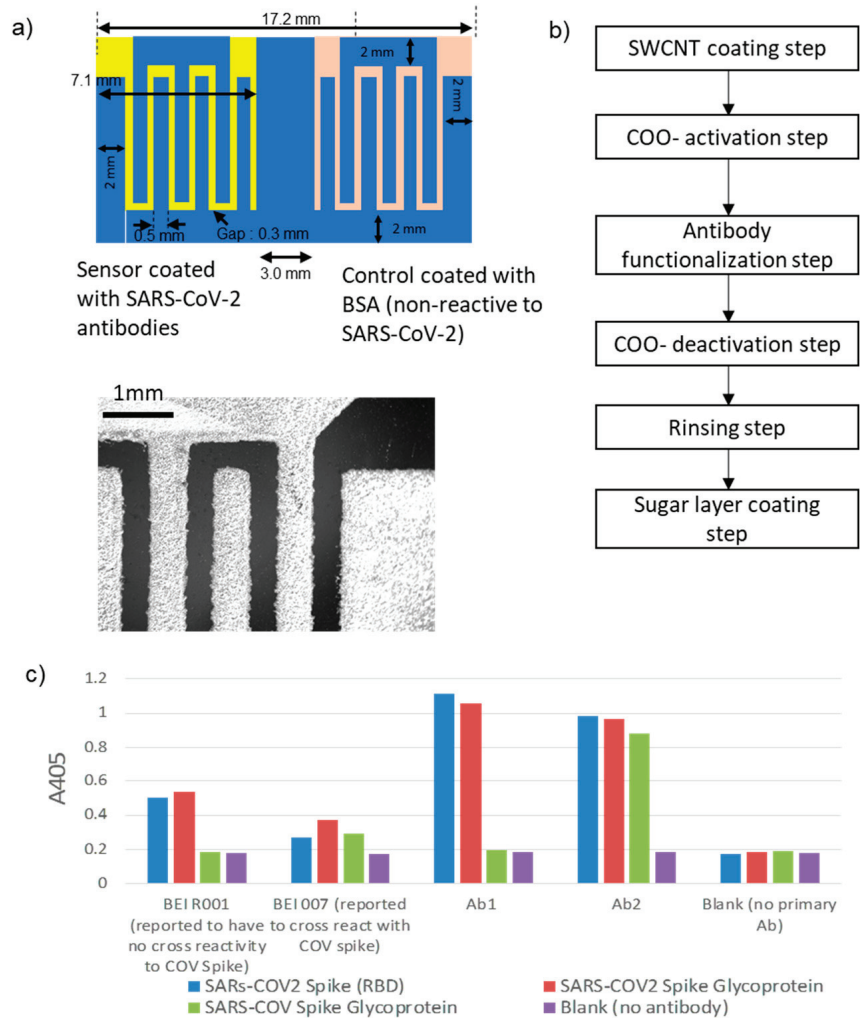 a)
17.2 mm
2 mm
7.1 mm
2 mm
2 mm
2 mm
0.5 mm
Gap : 0.3 mm
3.0 mm
Sensor coated
with SARS-CoV-2
antibodies
Control coated with
BSA (non-reactive to
SARS-CoV-2)
1mm
b)
SWCNT coating step
COO- activation step
Antibody
functionalization step
COO- deactivation step
Rinsing step
Sugar layer coating
step
c)
A405
1.2
1
0.8
0.6
0.4
0.2
0
BEI R001
(reported to have
no cross reactivity
to COV Spike)
BEI 007 (reported
to cross react with
COV spike)
Ab1
Ab2
Blank (no primary
Ab)
SARs-COV2 Spike (RBD)
SARS-COV2 Spike Glycoprotein
SARS-COV Spike Glycoprotein
Blank (no antibody)